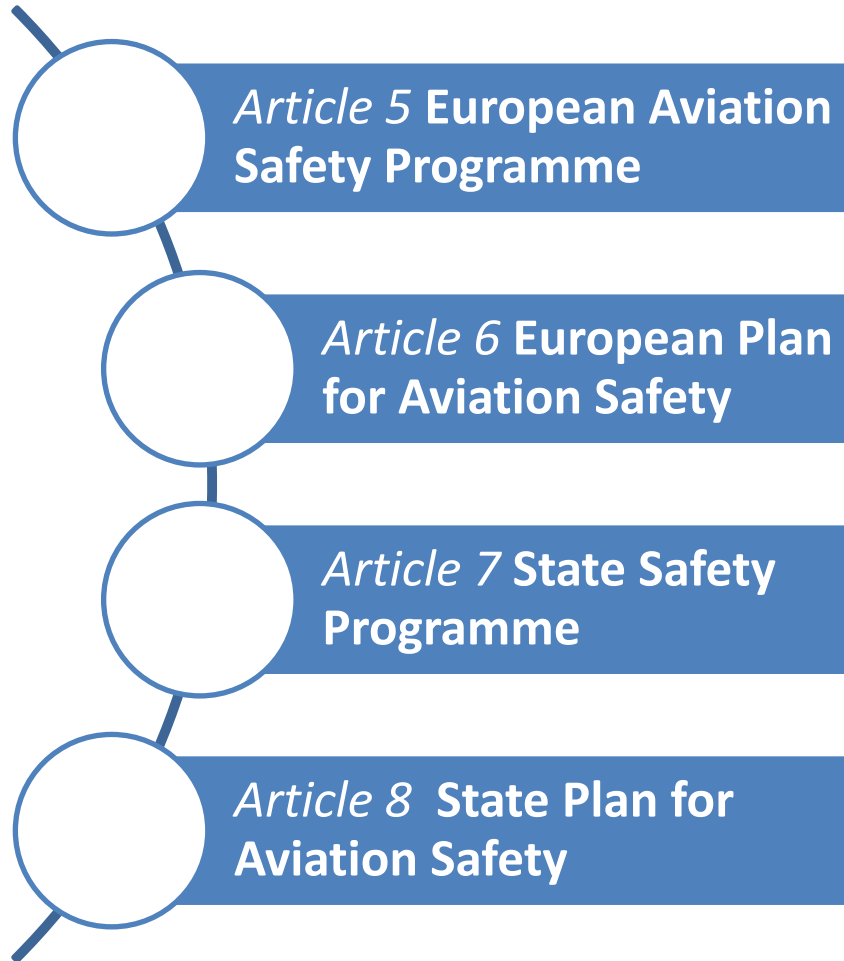 Article 5 European Aviation
Safety Programme
Article 6 European Plan
for Aviation Safety
Article 7 State Safety
Programme
Article 8  State Plan for
Aviation Safety